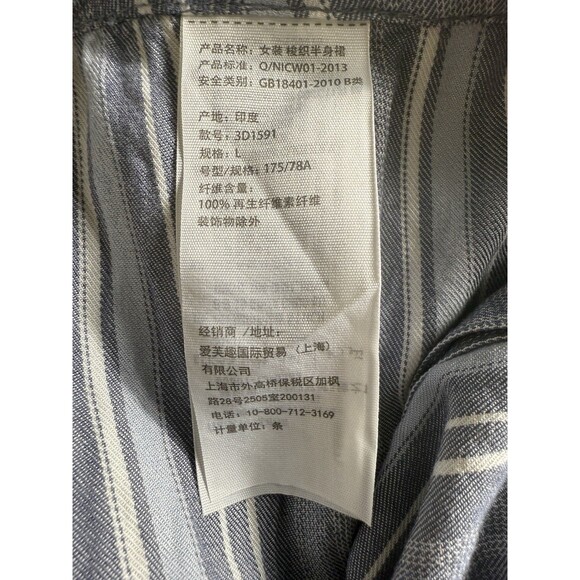 产品名称: 女装 梭织半身裙
产品标准: Q/NICW01-2013
安全类别: GB18401-2010 B类
产地: 印度
款号: 3D1591
规格: L
号型/规格: 175/78A
纤维含量:
100% 再生纤维素纤维
装饰物除外
经销商 /地址:
爱芙趣国际贸易 (上海)
有限公司
上海市外高桥保税区加枫
路28号2505室200131
电话: 10-800-712-3169
计量单位: 条